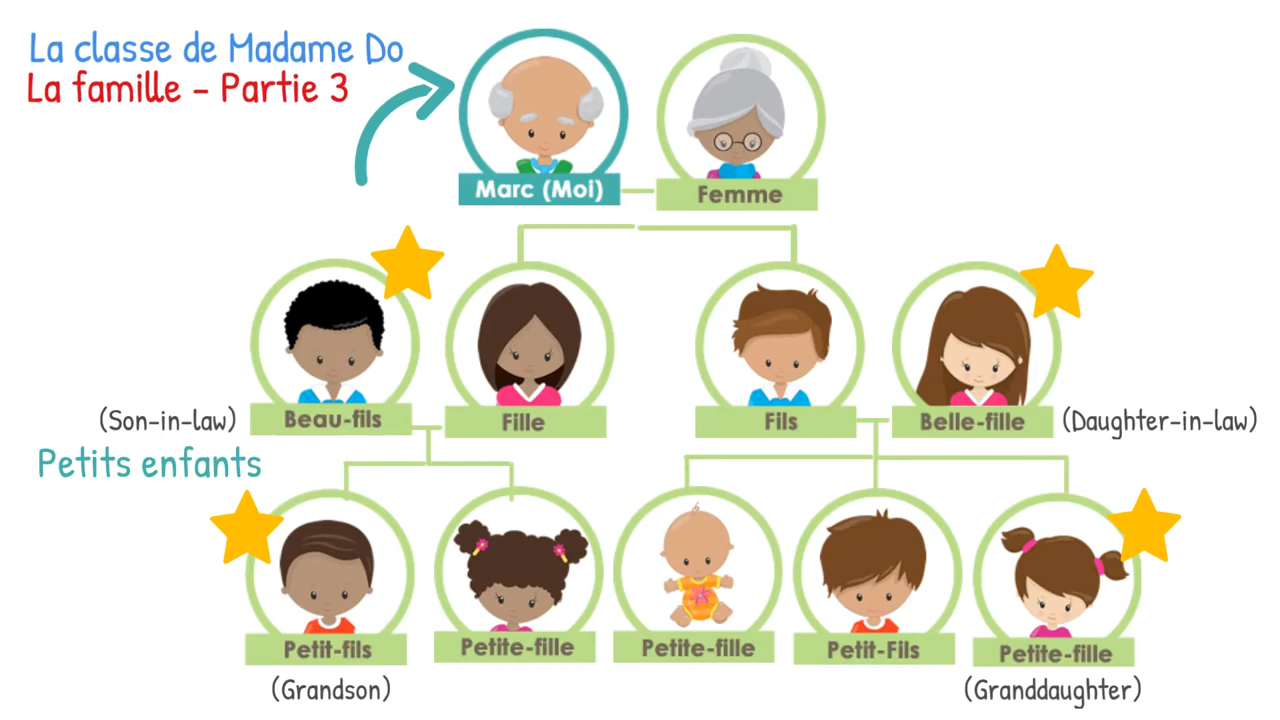 La classe de Madame Do
La famille - Partie 3
Marc (Moi)
Femme
(Son-in-law)
Beau-fils
Fille
Fils
Belle-fille
(Daughter-in-law)
Petits enfants
Petit-fils
Petite-fille
Petite-fille
Petit-Fils
Petite-fille
(Grandson)
(Granddaughter)